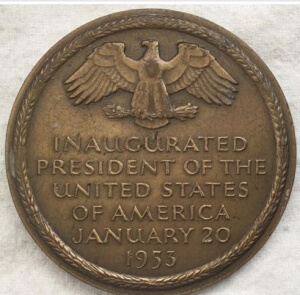 INAUGURATED
PRESIDENT OF THE
UNITED STATES
OF AMERICA
JANUARY 20
1953